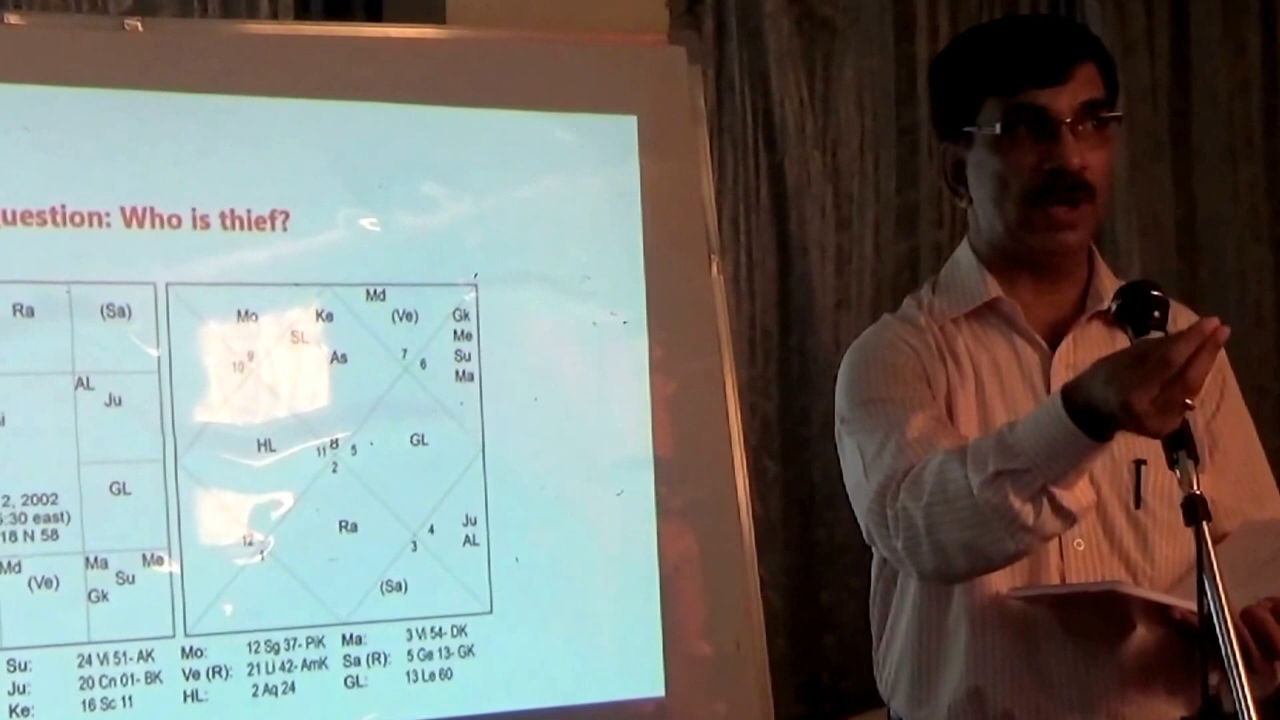 uestion: Who is thief?
Ra
(Sa)
AL
Ju
GL
2, 2002
:30 east)
18 N 58
Md
(Ve)
Ma
Me
Su
Gk
Md
Mo
Ke
(Ve)
Gk
SL
Me
As
Su
Ma
7
6
9
10
HL
8
11
5
2
GL
Ra
4
3
Ju
AL
12
1
(Sa)
Su: 24 Vi 51- AK Mo: 12 Sg 37- PiK Ma: 3 Vi 54- DK
Ju: 20 Cn 01- BK Ve (R): 21 Li 42- AmK Sa (R): 5 Ge 13- GK
Ke: 16 Sc 11 HL: 2 Aq 24 GL: 13 Le 60